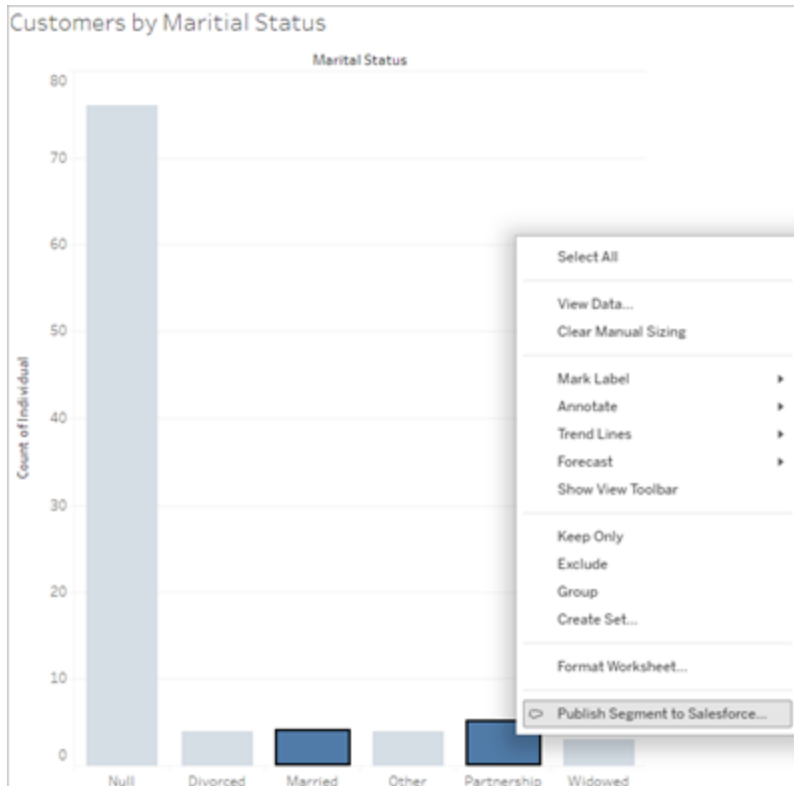 Customers by Maritial Status
Marital Status
80
70
60
50
40
30
20
10
0
Count of Individual
Null Divorced Married Other Partnership Widowed
Select All
View Data...
Clear Manual Sizing
Mark Label
Annotate
Trend Lines
Forecast
Show View Toolbar
Keep Only
Exclude
Group
Create Set...
Format Worksheet...
Publish Segment to Salesforce...